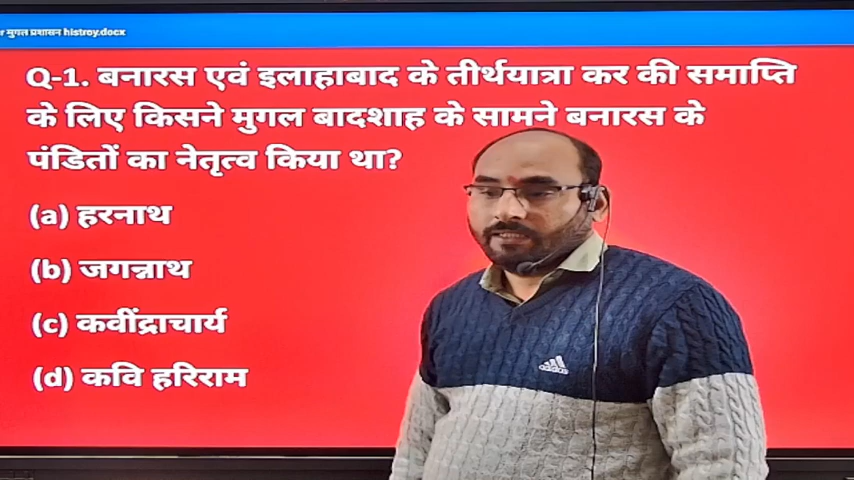 मुगल प्रशासन histroy.docx
Q-1. बनारस एवं इलाहाबाद के तीर्थयात्रा कर की समाप्ति
के लिए किसने मुगल बादशाह के सामने बनारस के
पंडितों का नेतृत्व किया था?
(a) हरनाथ
(b) जगन्नाथ
(c) कवींद्राचार्य
(d) कवि हरिराम
adidas